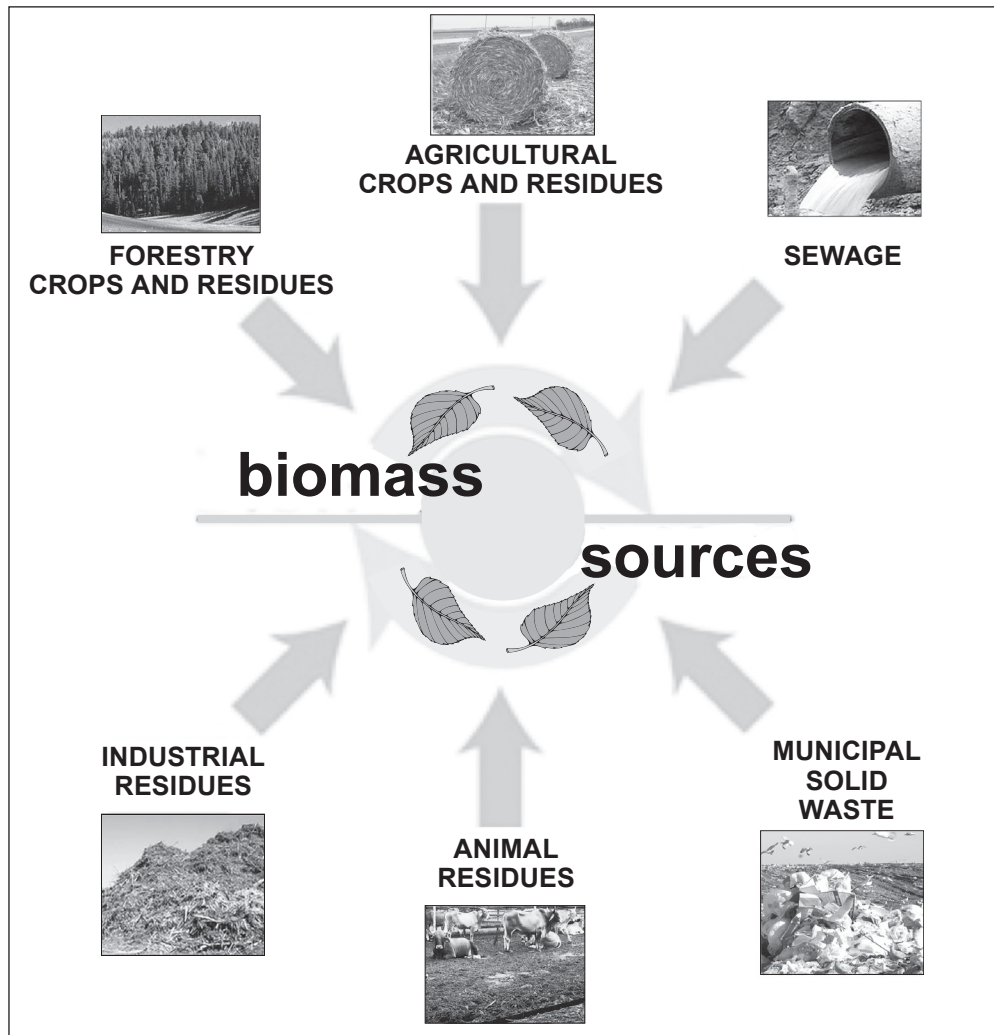 AGRICULTURAL
CROPS AND RESIDUES
FORESTRY
CROPS AND RESIDUES
SEWAGE
biomass
sources
INDUSTRIAL
RESIDUES
ANIMAL
RESIDUES
MUNICIPAL
SOLID
WASTE